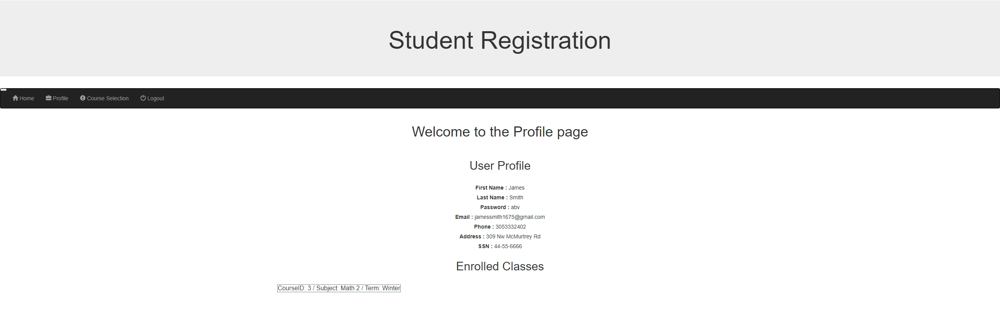 Student Registration
Home Profile Course Selection Logout
Welcome to the Profile page
User Profile
First Name : James
Last Name : Smith
Password : abv
Email : jamessmith1675@gmail.com
Phone : 3053332402
Address : 309 Nw McMurtrey Rd
SSN : 44-55-6666
Enrolled Classes
CourseID: 3 / Subject: Math 2 / Term: Winter